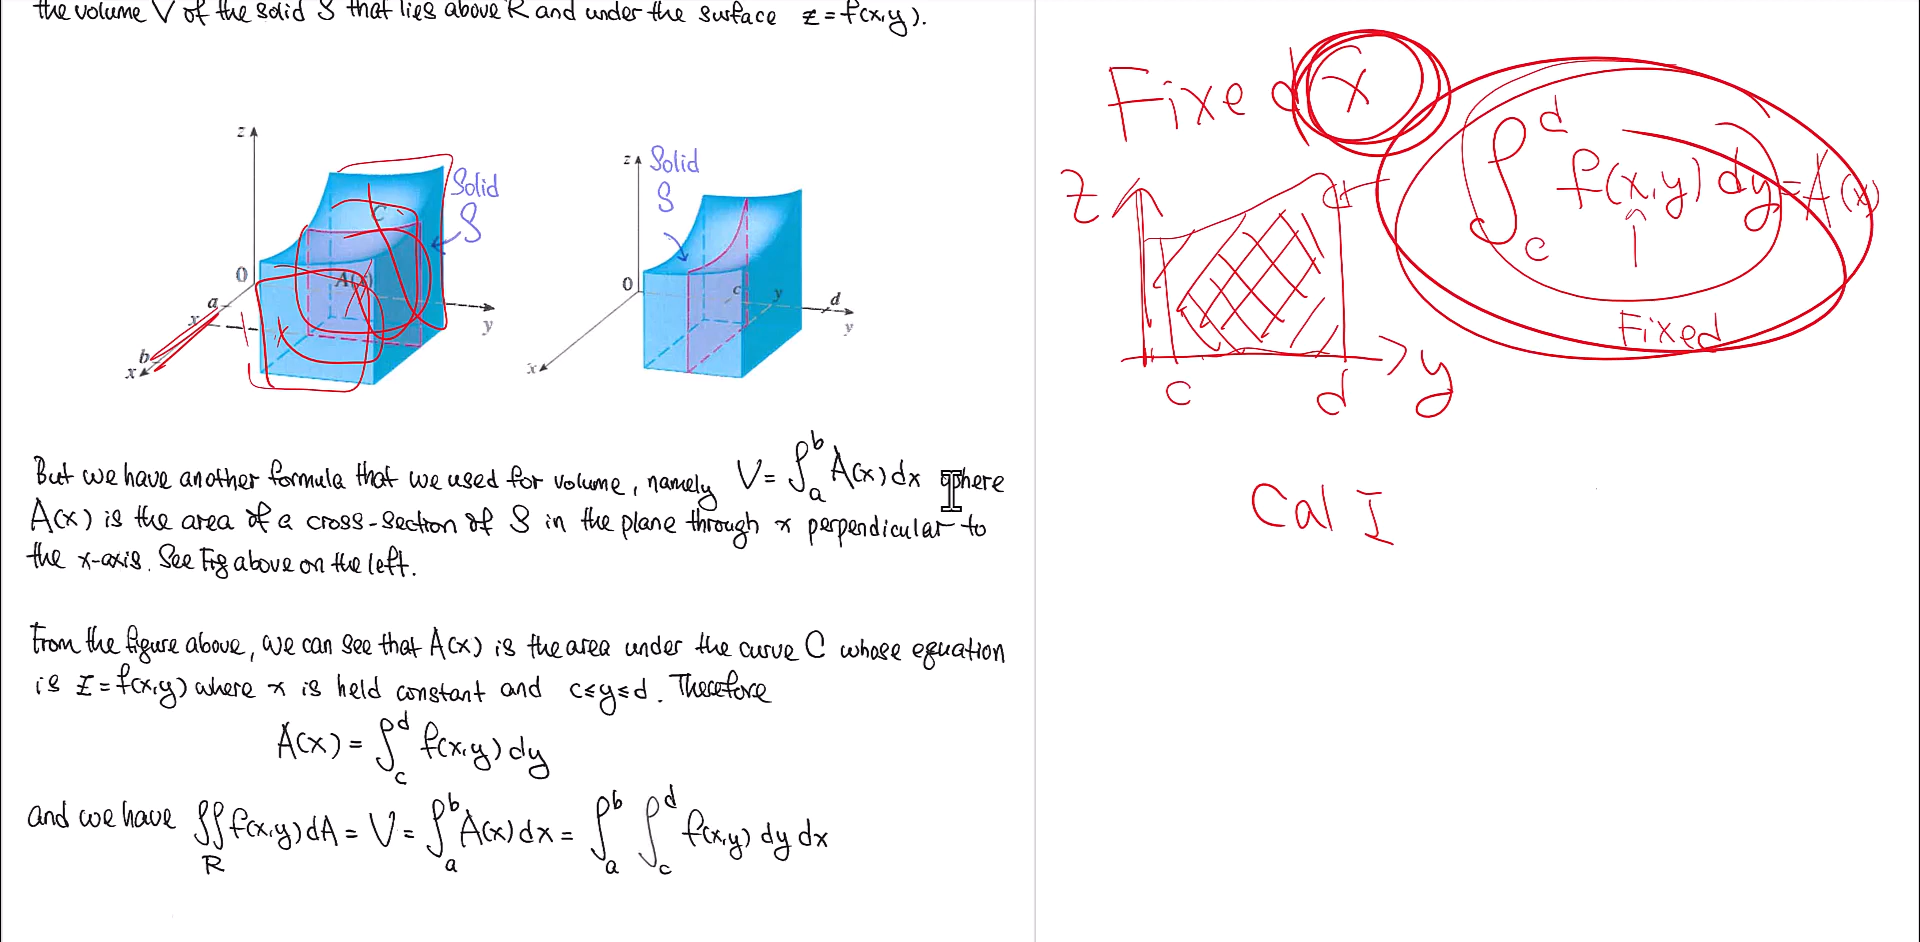 the volume V of the solid S that lies above R and under the surface z = f(x,y).
z
Solid
S
C
A(x)
0
a
x
b
x
y
z
Solid
S
0
c
y
d
y
x
But we have another formula that we used for volume, namely V = ∫_a^b A(x) dx where
A(x) is the area of a cross-section of S in the plane through x perpendicular to
the x-axis. See Fig above on the left.
From the figure above, we can see that A(x) is the area under the curve C whose equation
is z = f(x,y) where x is held constant and c≤y≤d. Therefore
A(x) = ∫_c^d f(x,y) dy
and we have ∬_R f(x,y) dA = V = ∫_a^b A(x) dx = ∫_a^b ∫_c^d f(x,y) dy dx
Fixed x
∫_c^d f(x,y) dy = A(x)
Fixed
z
c
d
y
Cal I